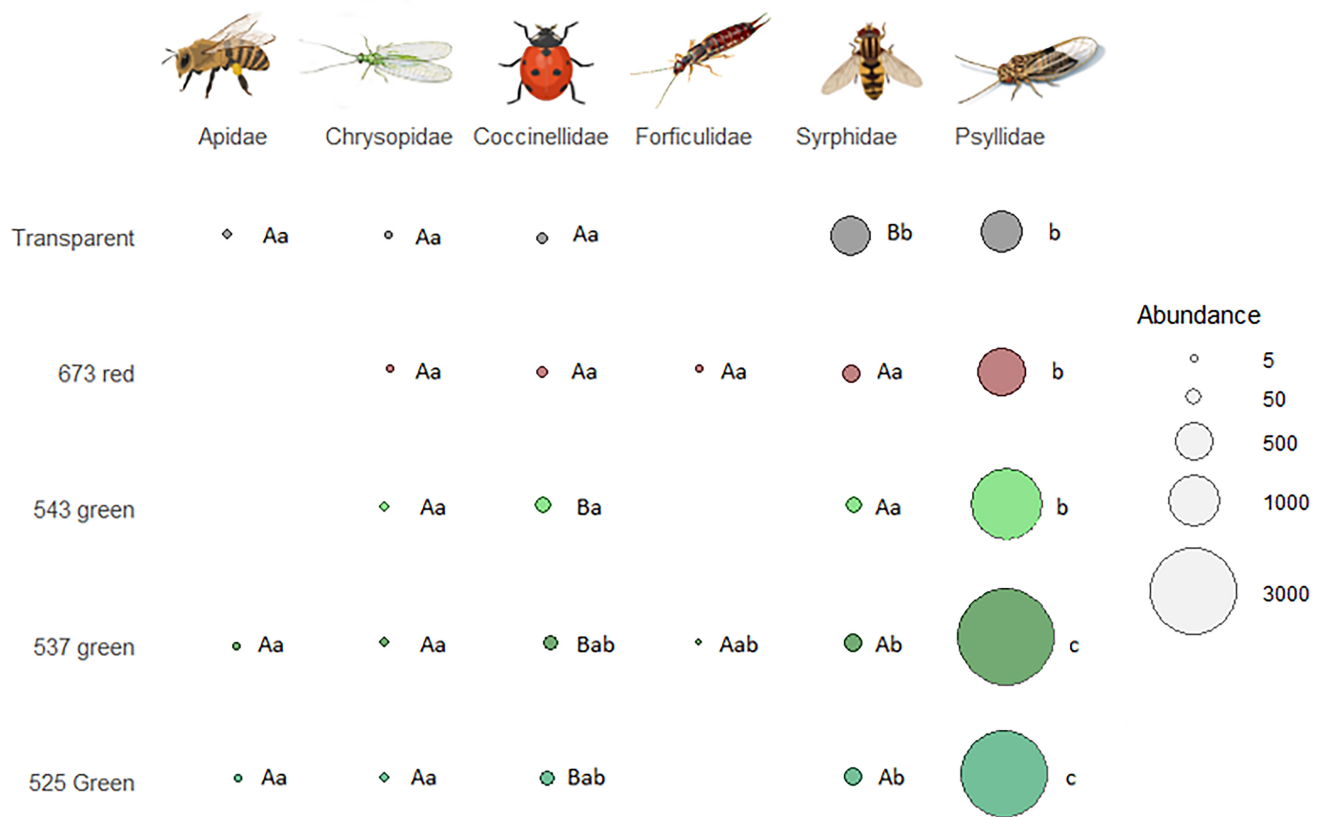 Apidae Chrysopidae Coccinellidae Forficulidae Syrphidae Psyllidae
Transparent Aa Aa Aa Bb b
673 red Aa Aa Aa Aa b
543 green Aa Ba Aa b
537 green Aa Aa Bab Aab Ab c
525 Green Aa Aa Bab Ab c
Abundance
5
50
500
1000
3000